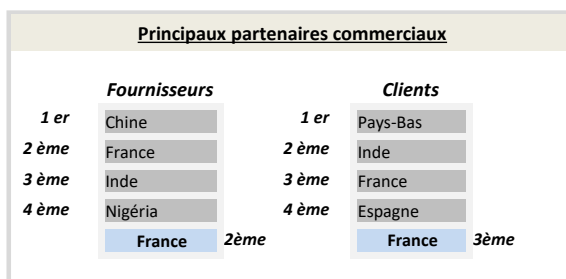 Principaux partenaires commerciaux
Fournisseurs Clients
1 er Chine 1 er Pays-Bas
2 ème France 2 ème Inde
3 ème Inde 3 ème France
4 ème Nigéria 4 ème Espagne
France 2ème France 3ème